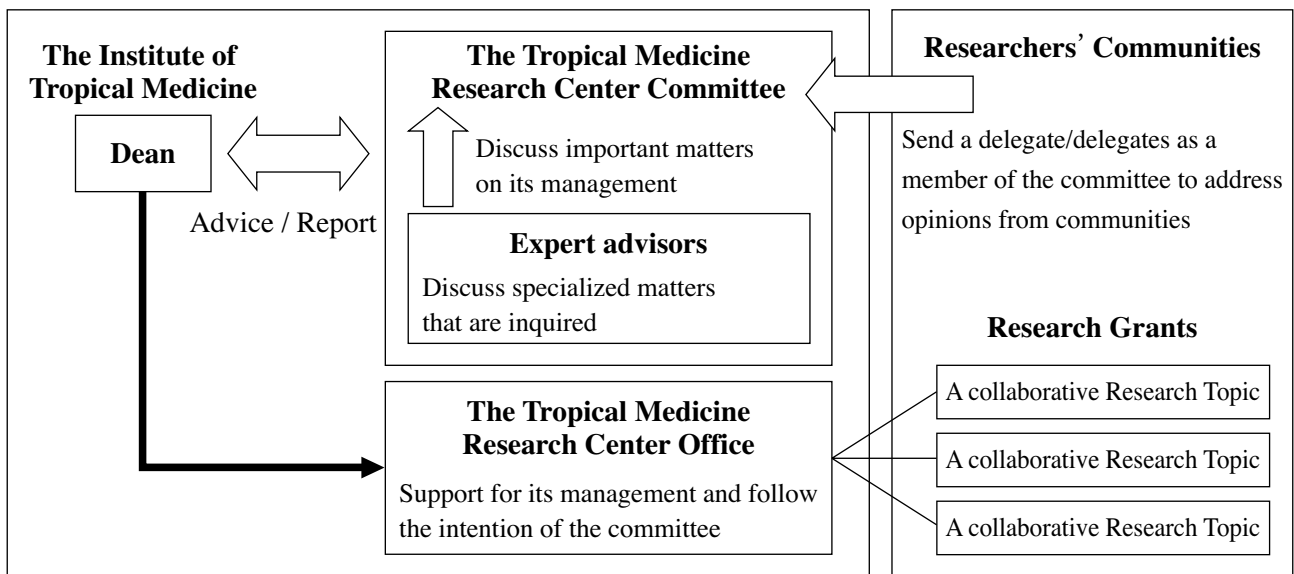 The Institute of
Tropical Medicine
Dean
Advice / Report
The Tropical Medicine
Research Center Committee
Discuss important matters
on its management
Expert advisors
Discuss specialized matters
that are inquired
The Tropical Medicine
Research Center Office
Support for its management and follow
the intention of the committee
Researchers’ Communities
Send a delegate/delegates as a
member of the committee to address
opinions from communities
Research Grants
A collaborative Research Topic
A collaborative Research Topic
A collaborative Research Topic